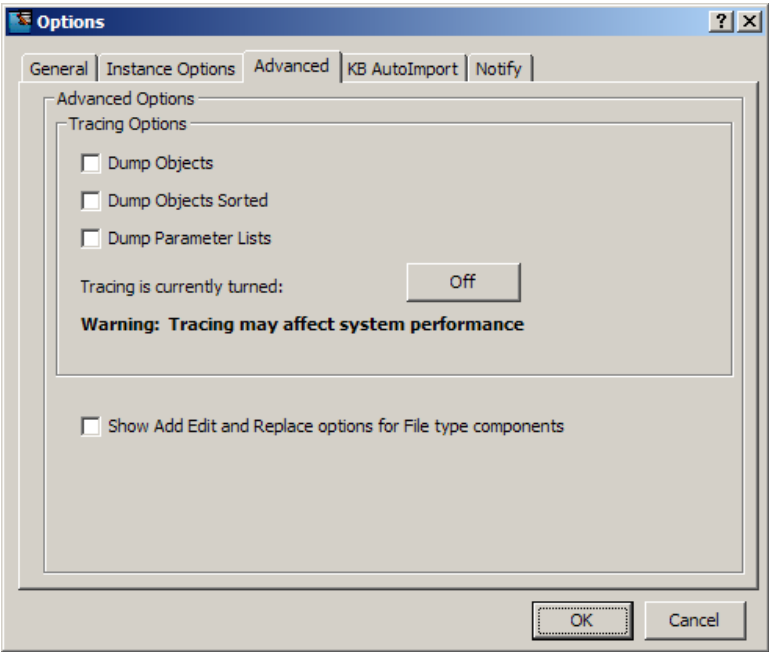 Options
General
Instance Options
Advanced
KB AutoImport
Notify
Advanced Options
Tracing Options
Dump Objects
Dump Objects Sorted
Dump Parameter Lists
Tracing is currently turned:
Off
Warning: Tracing may affect system performance
Show Add Edit and Replace options for File type components
OK
Cancel